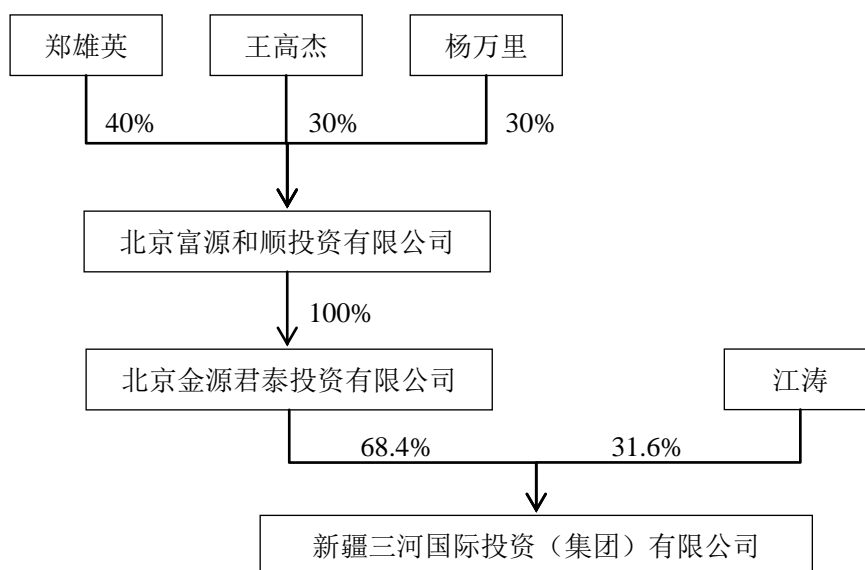 郑雄英
王高杰
杨万里
40%
30%
30%
北京富源和顺投资有限公司
100%
北京金源君泰投资有限公司
江涛
68.4%
31.6%
新疆三河国际投资（集团）有限公司